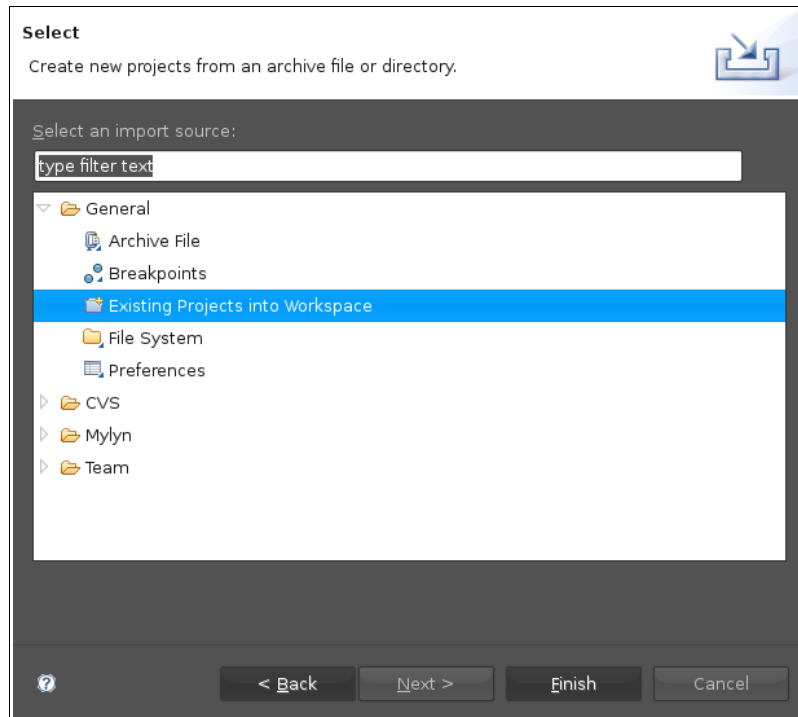 Select
Create new projects from an archive file or directory.
Select an import source:
type filter text
General
Archive File
Breakpoints
Existing Projects into Workspace
File System
Preferences
CVS
Mylyn
Team
? < Back Next > Finish Cancel